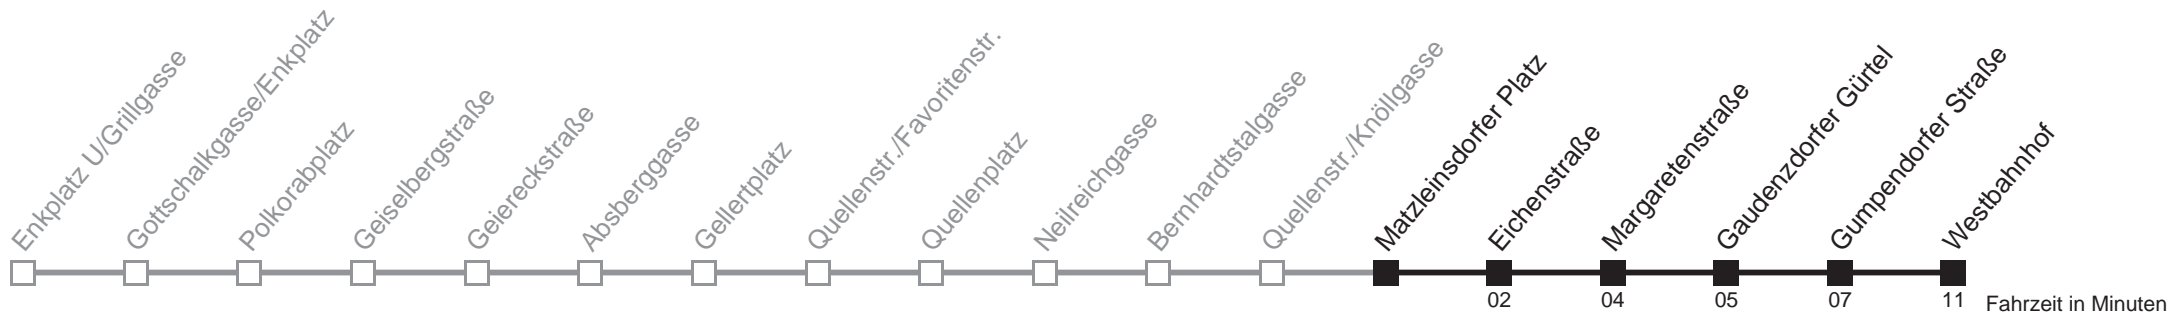 Enkplatz U/Grillgasse
Gottschalkgasse/Enkplatz
Polkorabplatz
Geiselbergstraße
Geiereckstraße
Absberggasse
Gellertplatz
Quellenstr./Favoritenstr.
Quellenplatz
Neilreichgasse
Bernhardtstalgasse
Quellenstr./Knöllgasse
Matzleinsdorfer Platz
Eichenstraße
Margaretenstraße
Gaudenzdorfer Gürtel
Gumpendorfer Straße
Westbahnhof
02 04 05 07 11 Fahrzeit in Minuten